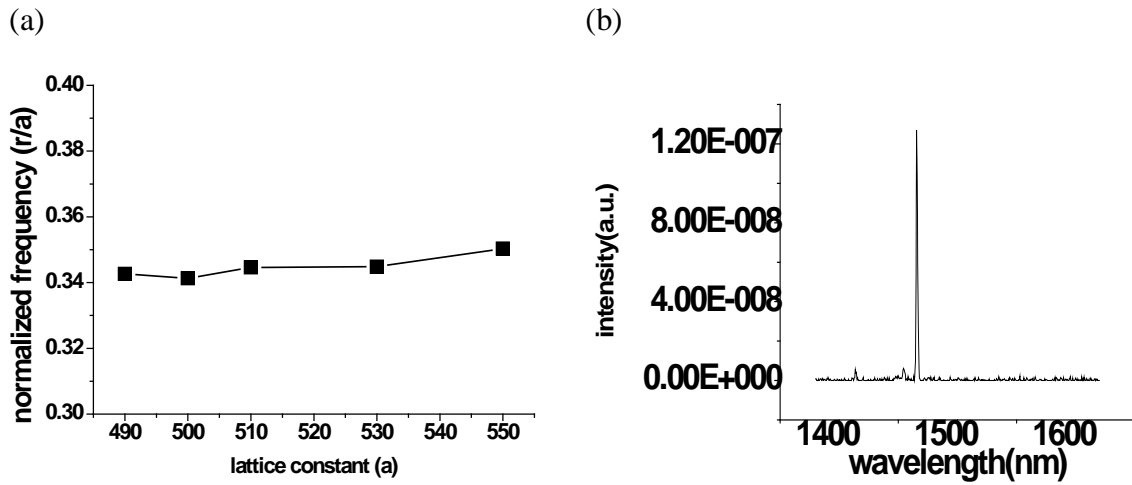 (a)
(b)
normalized frequency (r/a)
0.40
0.38
0.36
0.34
0.32
0.30
490 500 510 520 530 540 550
lattice constant (a)
intensity(a.u.)
1.20E-007
8.00E-008
4.00E-008
0.00E+000
1400 1500 1600
wavelength(nm)